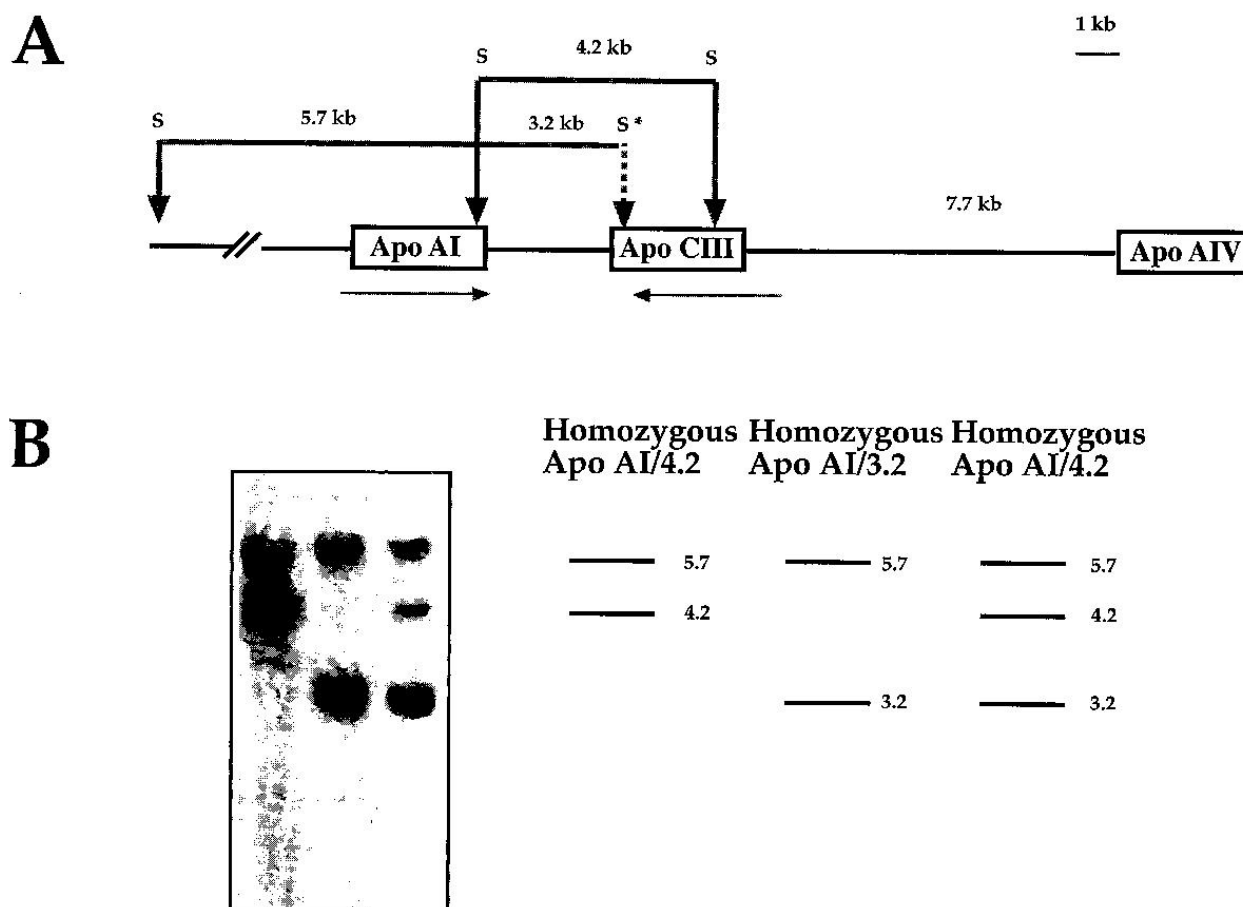 A
1 kb
4.2 kb
S S
5.7 kb 3.2 kb S *
S
7.7 kb
Apo AI Apo CIII Apo AIV
B
Homozygous Homozygous Homozygous
Apo AI/4.2 Apo AI/3.2 Apo AI/4.2
5.7 5.7 5.7
4.2 4.2
3.2 3.2